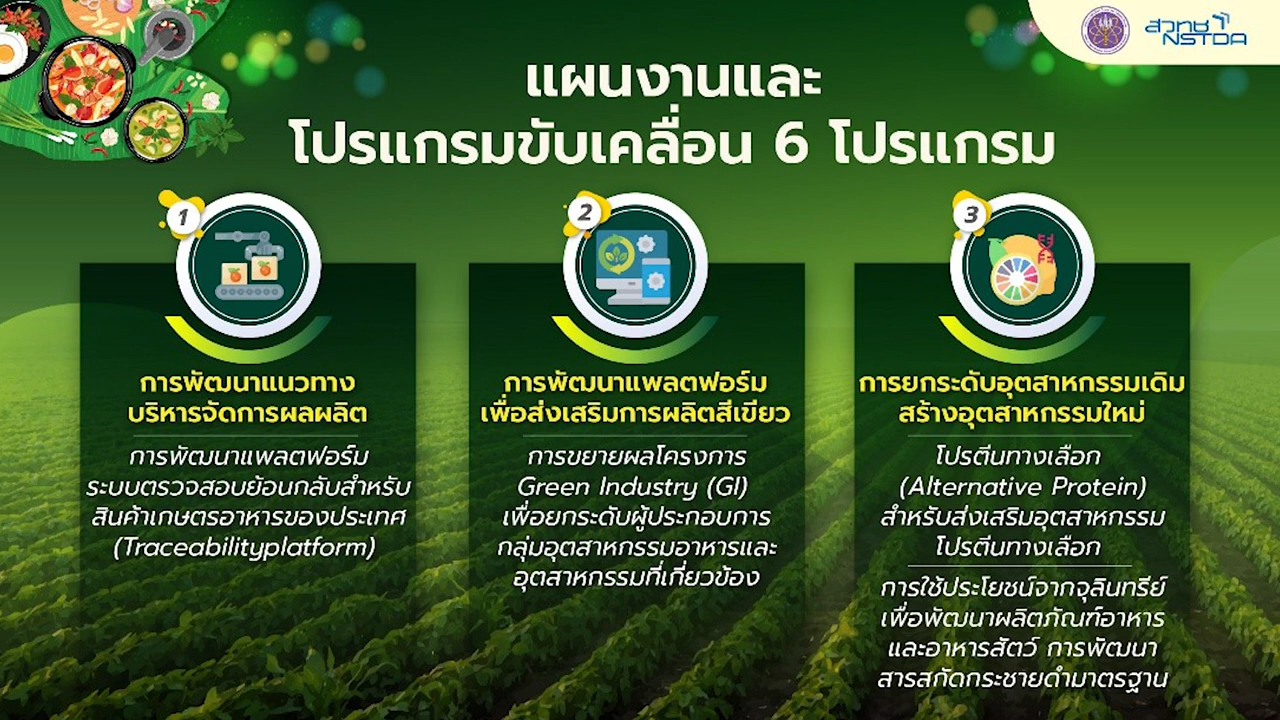 สวทช
NSTDA
แผนงานและ
โปรแกรมขับเคลื่อน 6 โปรแกรม
1
การพัฒนาแนวทาง
บริหารจัดการผลผลิต
การพัฒนาแพลตฟอร์ม
ระบบตรวจสอบย้อนกลับสำหรับ
สินค้าเกษตรอาหารของประเทศ
(Traceabilityplatform)
2
การพัฒนาแพลตฟอร์ม
เพื่อส่งเสริมการผลิตสีเขียว
การขยายผลโครงการ
Green Industry (GI)
เพื่อยกระดับผู้ประกอบการ
กลุ่มอุตสาหกรรมอาหารและ
อุตสาหกรรมที่เกี่ยวข้อง
3
การยกระดับอุตสาหกรรมเดิม
สร้างอุตสาหกรรมใหม่
โปรตีนทางเลือก
(Alternative Protein)
สำหรับส่งเสริมอุตสาหกรรม
โปรตีนทางเลือก
การใช้ประโยชน์จากจุลินทรีย์
เพื่อพัฒนาผลิตภัณฑ์อาหาร
และอาหารสัตว์ การพัฒนา
สารสกัดกระชายดำมาตรฐาน